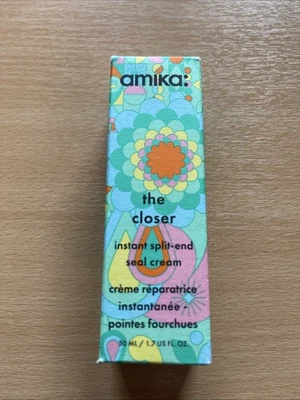 amika:
the
closer
instant split-end
seal cream
crème réparatrice
instantanée -
pointes fourchues
50 ML / 1.7 US FL. OZ.